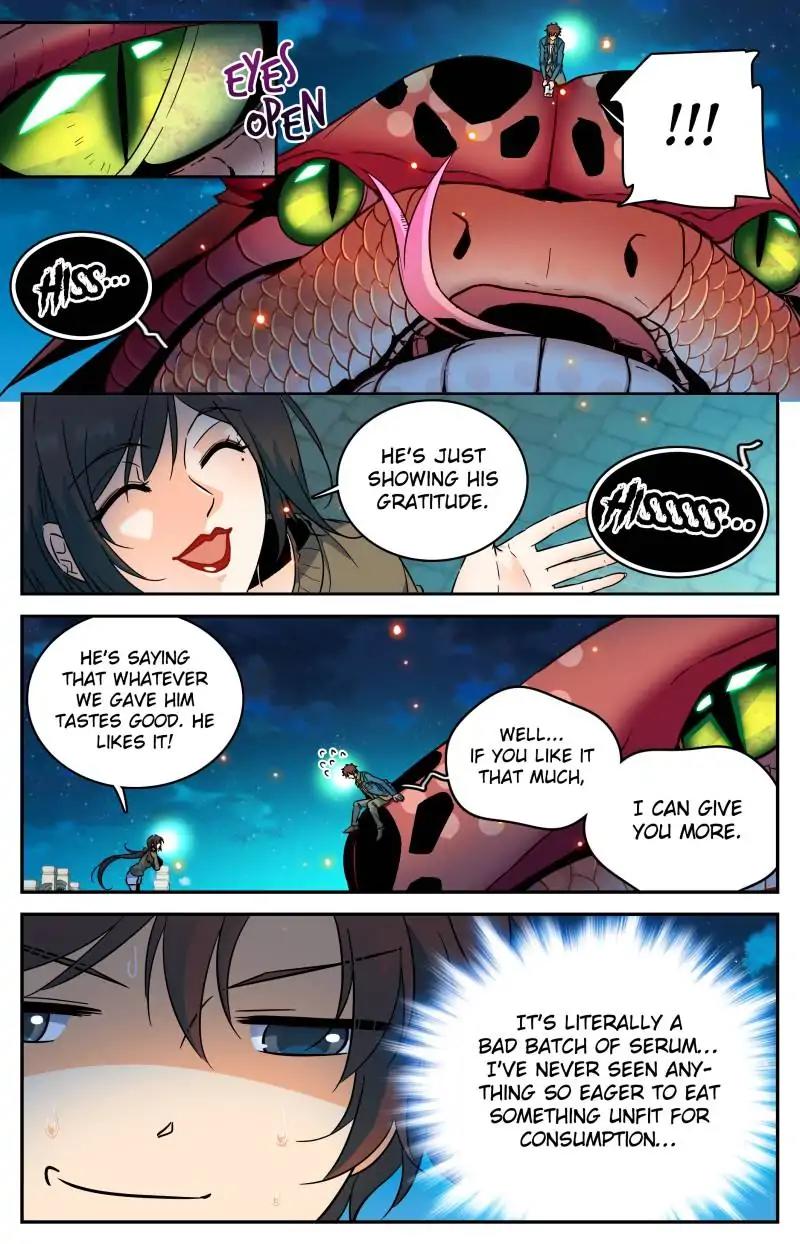 EYES
OPEN
!!!
HISS...
HE'S JUST
SHOWING HIS
GRATITUDE.
HISSSSS...
HE'S SAYING
THAT WHATEVER
WE GAVE HIM
TASTES GOOD. HE
LIKES IT!
WELL...
IF YOU LIKE IT
THAT MUCH,
I CAN GIVE
YOU MORE.
IT'S LITERALLY A
BAD BATCH OF SERUM...
I'VE NEVER SEEN ANY-
THING SO EAGER TO EAT
SOMETHING UNFIT FOR
CONSUMPTION...